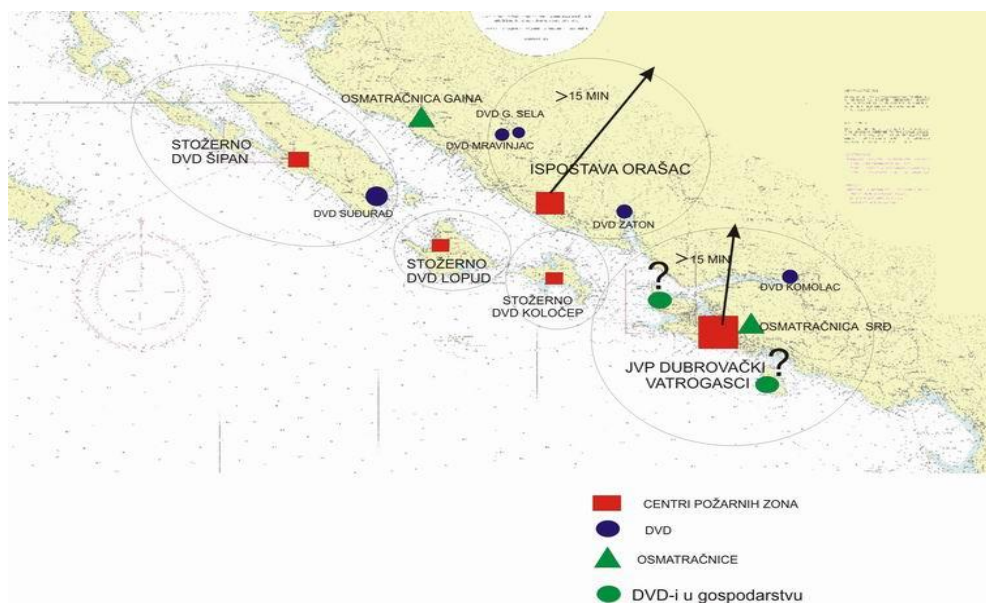 OSMATRAČNICA GAINA
>15 MIN
DVD G. SELA
DVD MRAVINJAC
STOŽERNO
DVD ŠIPAN
ISPOSTAVA ORAŠAC
DVD SUĐURAĐ
DVD ZATON
STOŽERNO
DVD LOPUD
>15 MIN
?
DVD KOMOLAC
STOŽERNO
DVD KOLOČEP
OSMATRAČNICA SRĐ
JVP DUBROVAČKI
VATROGASCI
?
CENTRI POŽARNIH ZONA
DVD
OSMATRAČNICE
DVD-i u gospodarstvu